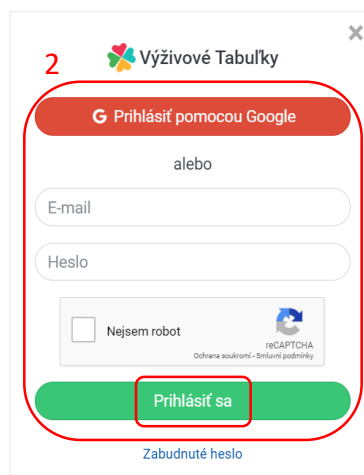 ×
2
Výživové Tabuľky
G Prihlásiť pomocou Google
alebo
E-mail
Heslo
Nejsem robot
reCAPTCHA
Ochrana soukromí - Smluvní podmínky
Prihlásiť sa
Zabudnuté heslo